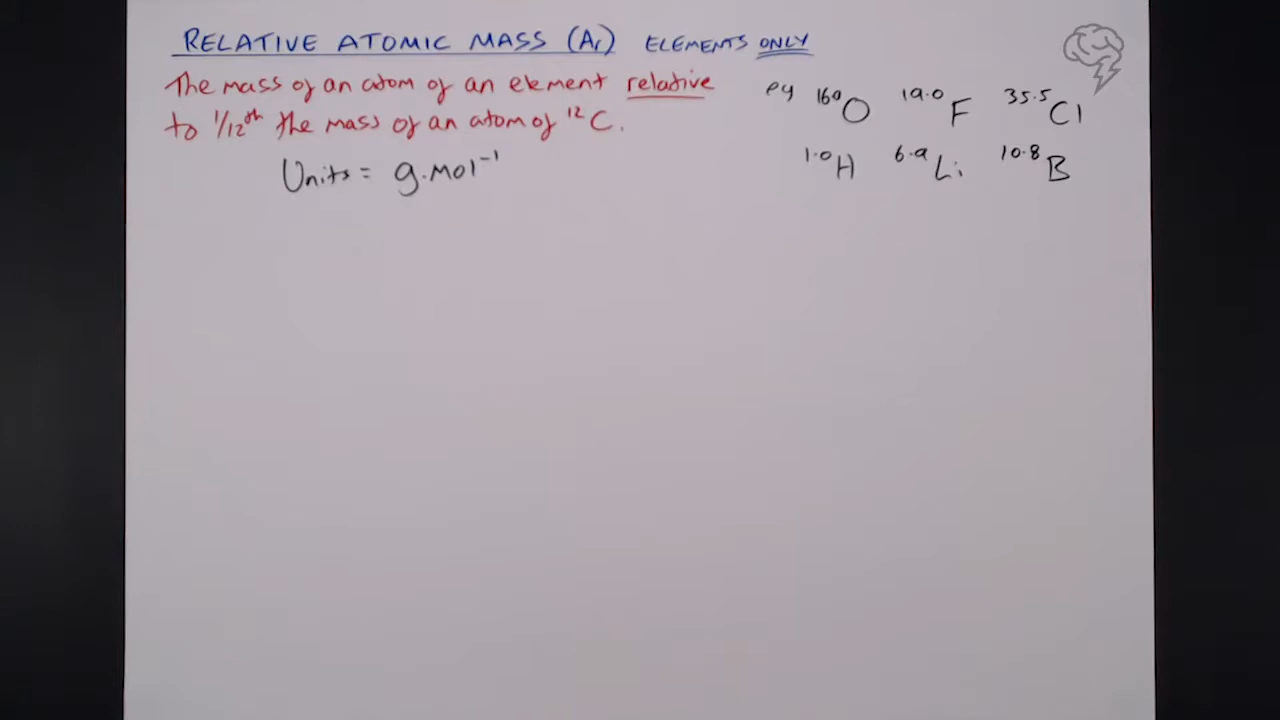 RELATIVE ATOMIC MASS (Ar) ELEMENTS ONLY
The mass of an atom of an element relative
to 1/12th the mass of an atom of ¹²C.
Units = g.mol⁻¹
eg ¹⁶⁰O ¹⁹·⁰F ³⁵·⁵Cl
¹·⁰H ⁶·⁹Li ¹⁰·⁸B